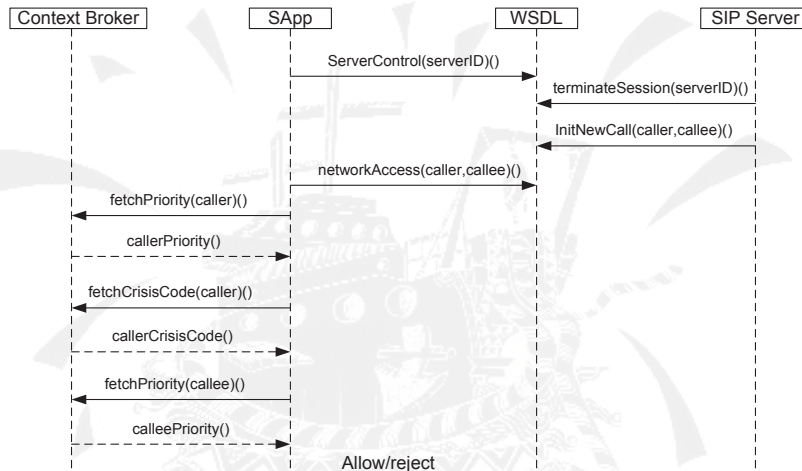 Context Broker
SApp
WSDL
SIP Server
ServerControl(serverID)()
terminateSession(serverID)()
InitNewCall(caller,callee)()
networkAccess(caller,callee)()
fetchPriority(caller)()
callerPriority()
fetchCrisisCode(caller)()
callerCrisisCode()
fetchPriority(callee)()
calleePriority()
Allow/reject